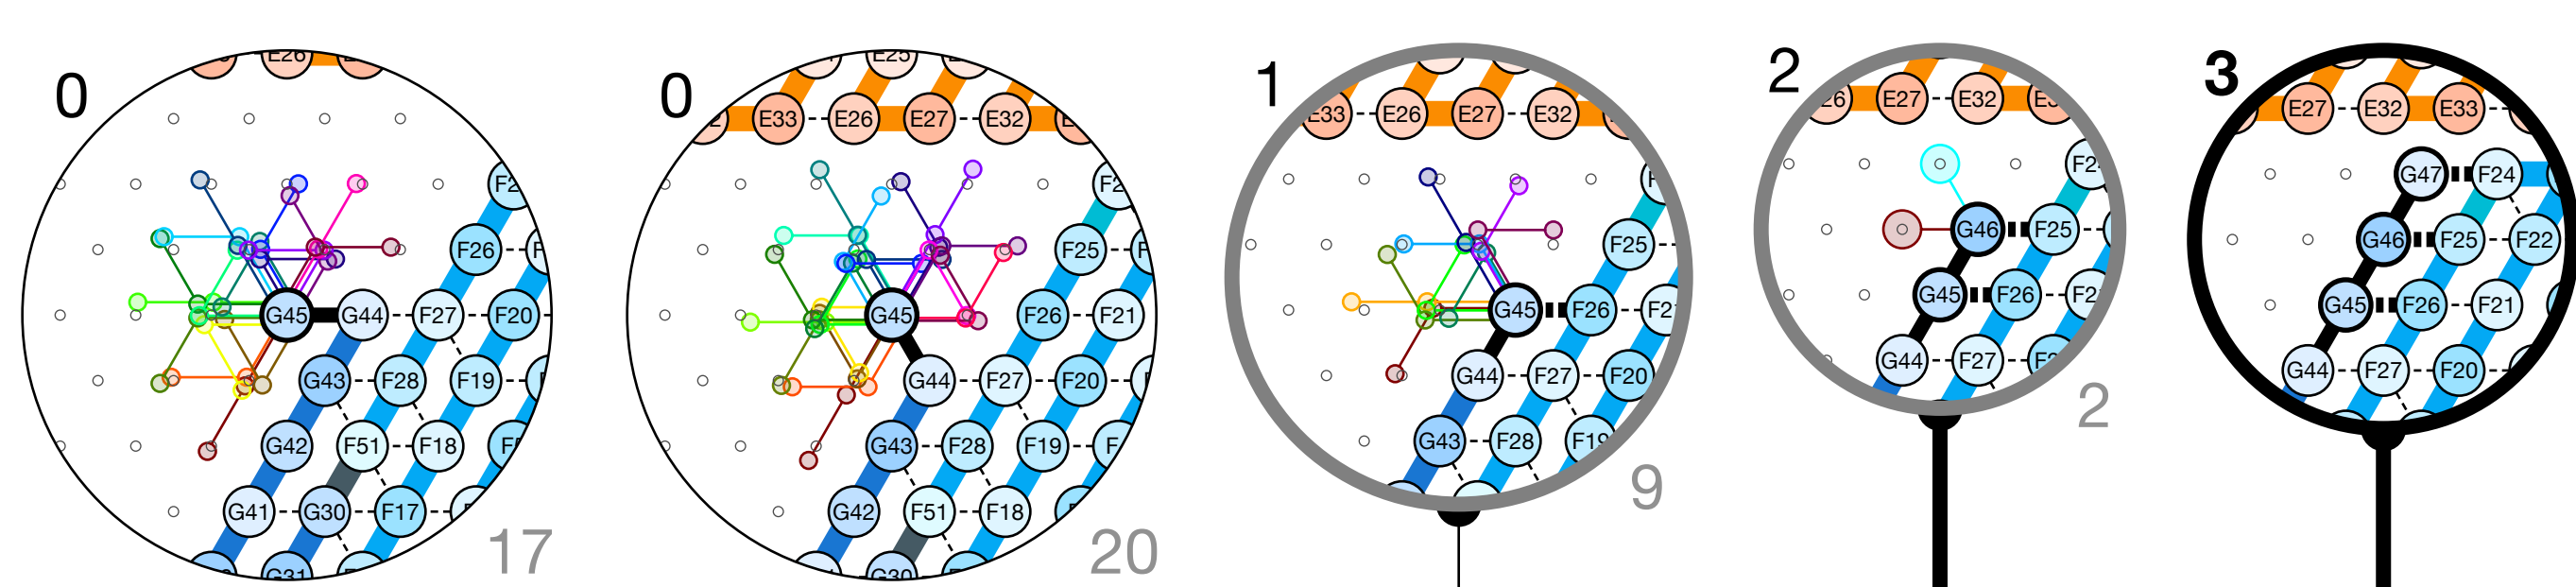 0
E26
F26
G45 G44 F27 F20
G43 F28 F19
G42 F51 F18
G41 G30 F17
G31
17
0
E25
E33 E26 E27 E32
F25
G45 F26 F21
G44 F27 F20
G43 F28 F19
G42 F51 F18
G30
20
1
E33 E26 E27 E32
F25
G45 F26
G44 F27 F20
G43 F28 F19
9
2
E27 E32
G46 F25
G45 F26
G44 F27
2
3
E27 E32 E33
G47 F24
G46 F25 F22
G45 F26 F21
G44 F27 F20